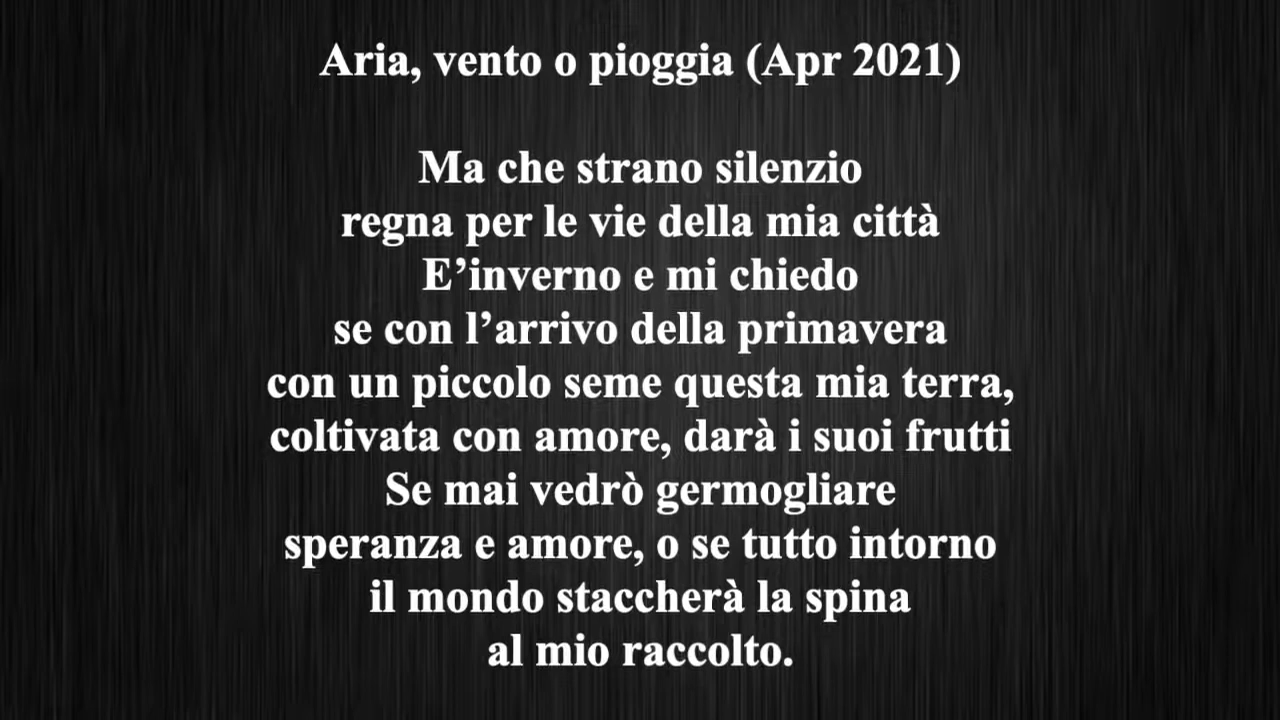 Aria, vento o pioggia (Apr 2021)
Ma che strano silenzio
regna per le vie della mia città
E’inverno e mi chiedo
se con l’arrivo della primavera
con un piccolo seme questa mia terra,
coltivata con amore, darà i suoi frutti
Se mai vedrò germogliare
speranza e amore, o se tutto intorno
il mondo staccherà la spina
al mio raccolto.